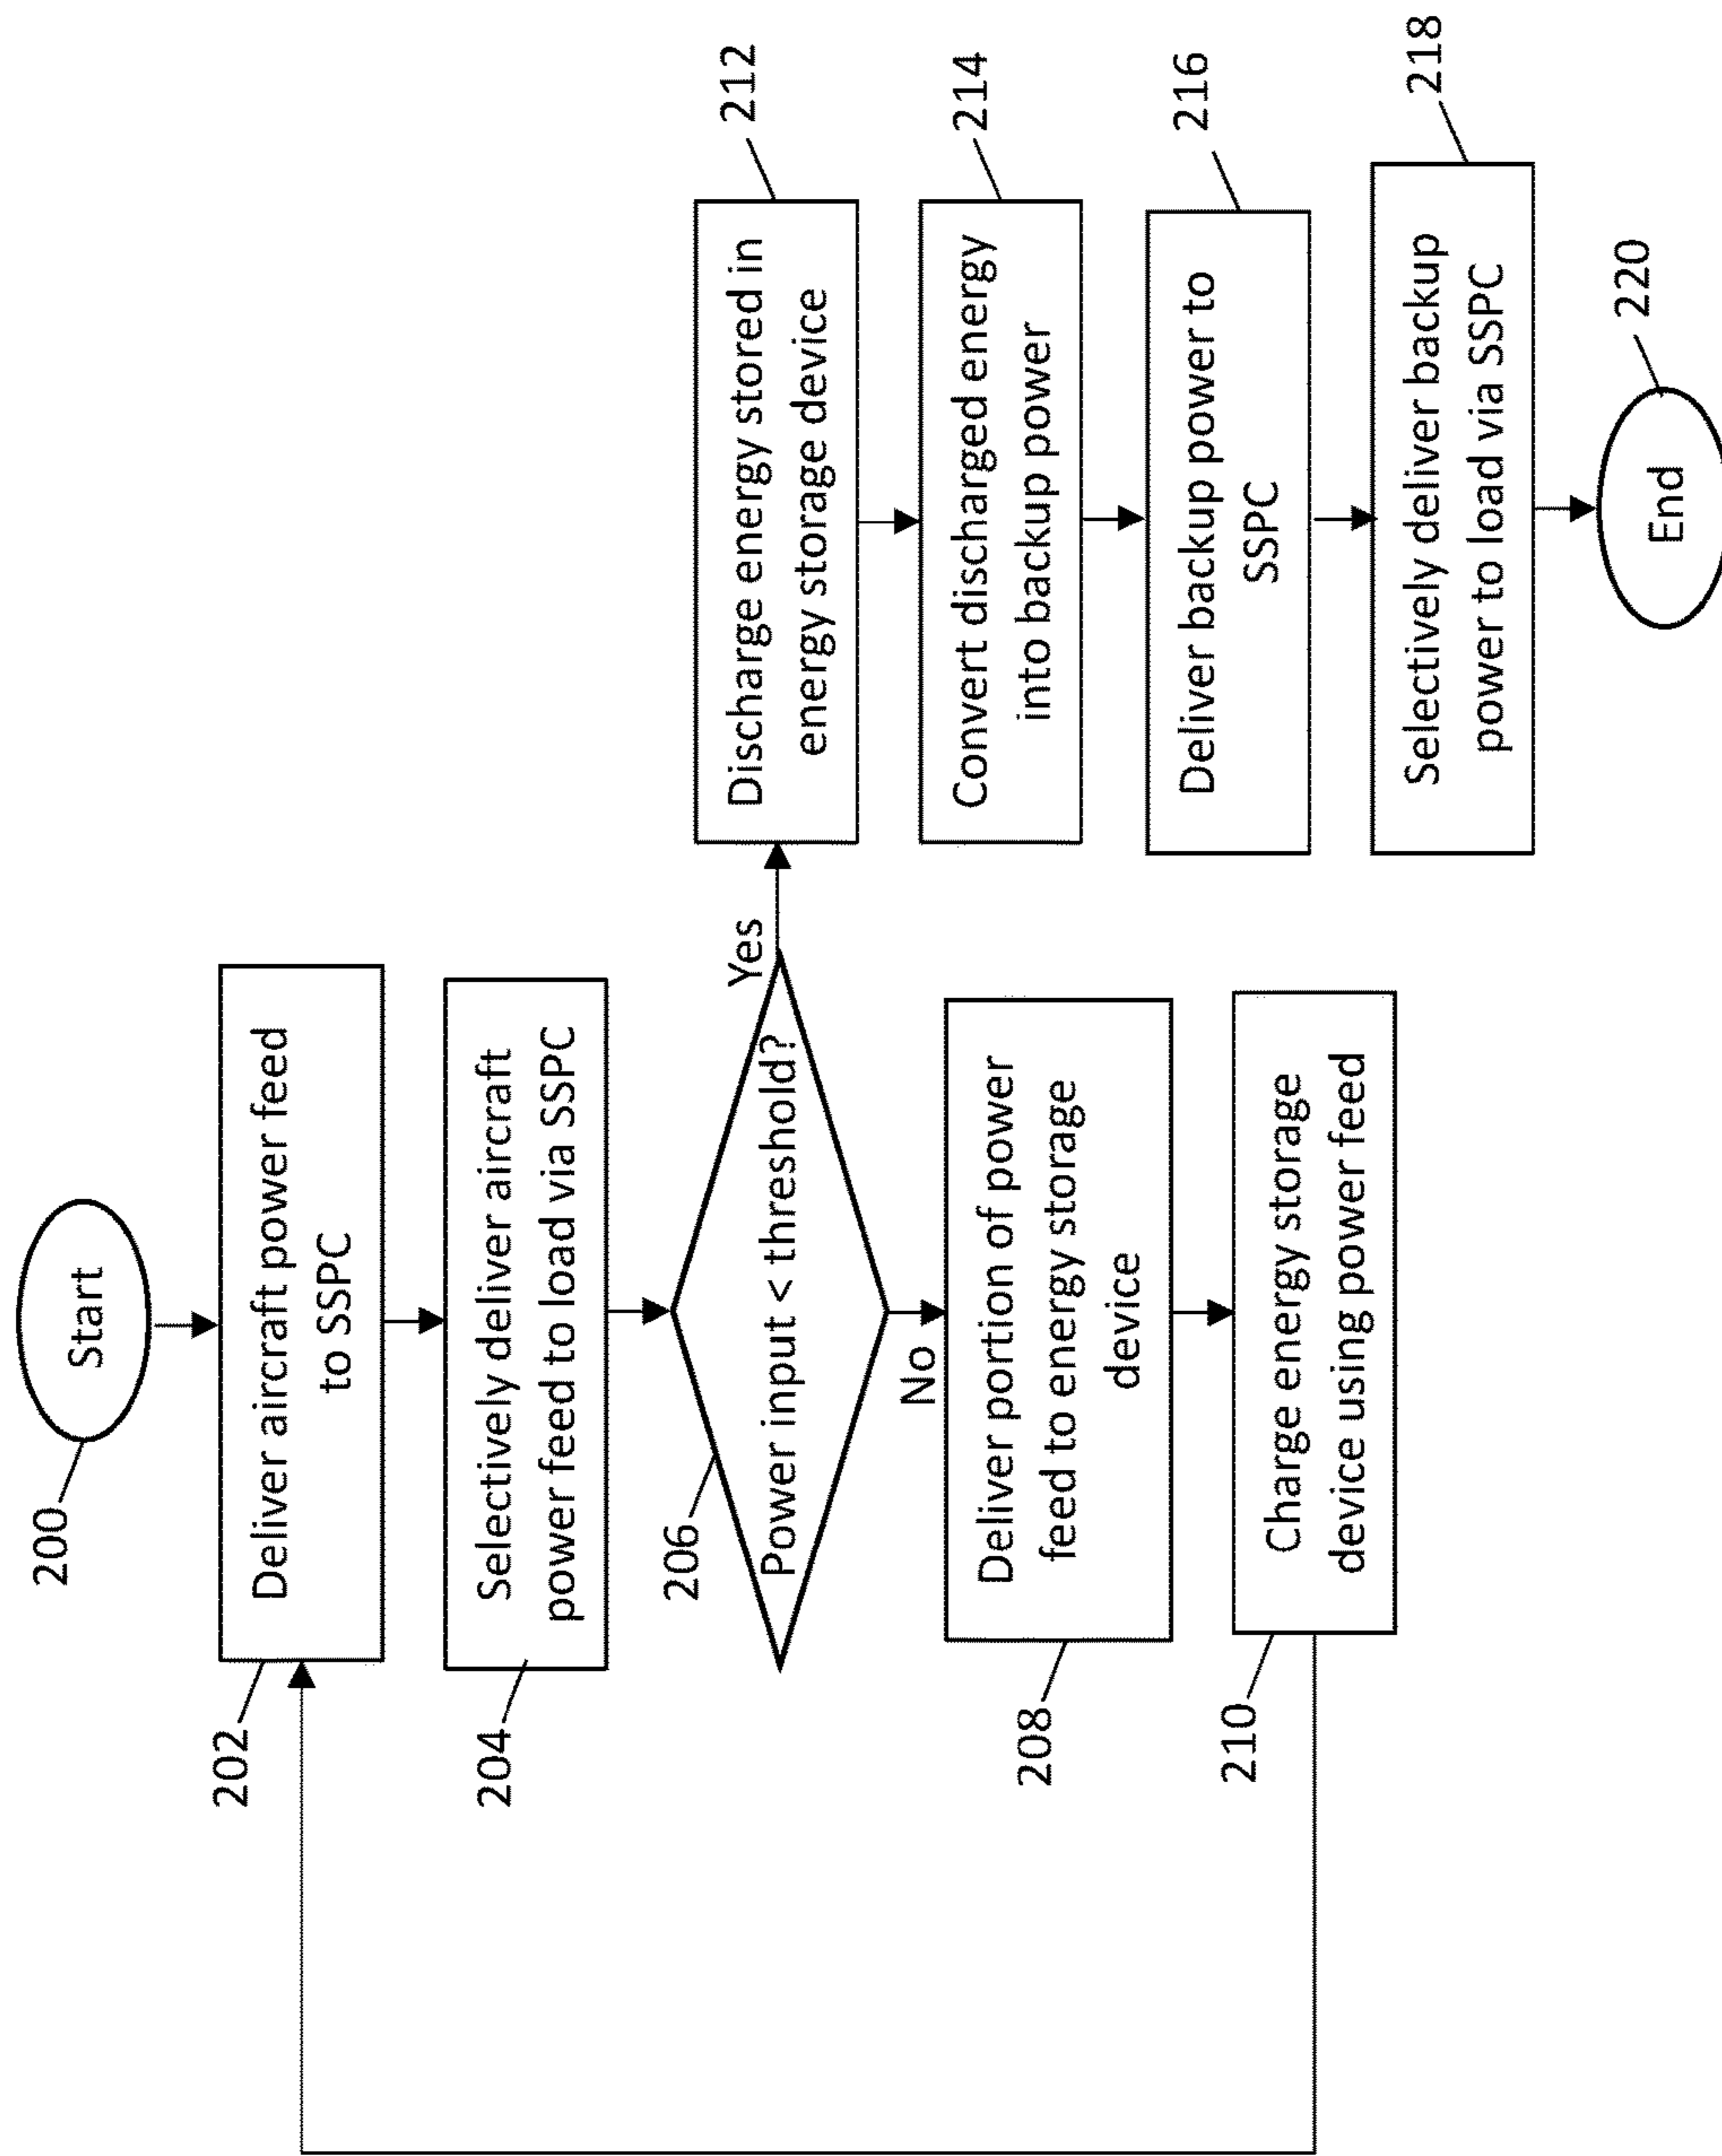 Start
200
Deliver aircraft power feed
to SSPC
202
Selectively deliver aircraft
power feed to load via SSPC
204
Power input < threshold?
206
Yes
No
Deliver portion of power
feed to energy storage
device
208
Charge energy storage
device using power feed
210
Discharge energy stored in
energy storage device
212
Convert discharged energy
into backup power
214
Deliver backup power to
SSPC
216
Selectively deliver backup
power to load via SSPC
218
End
220